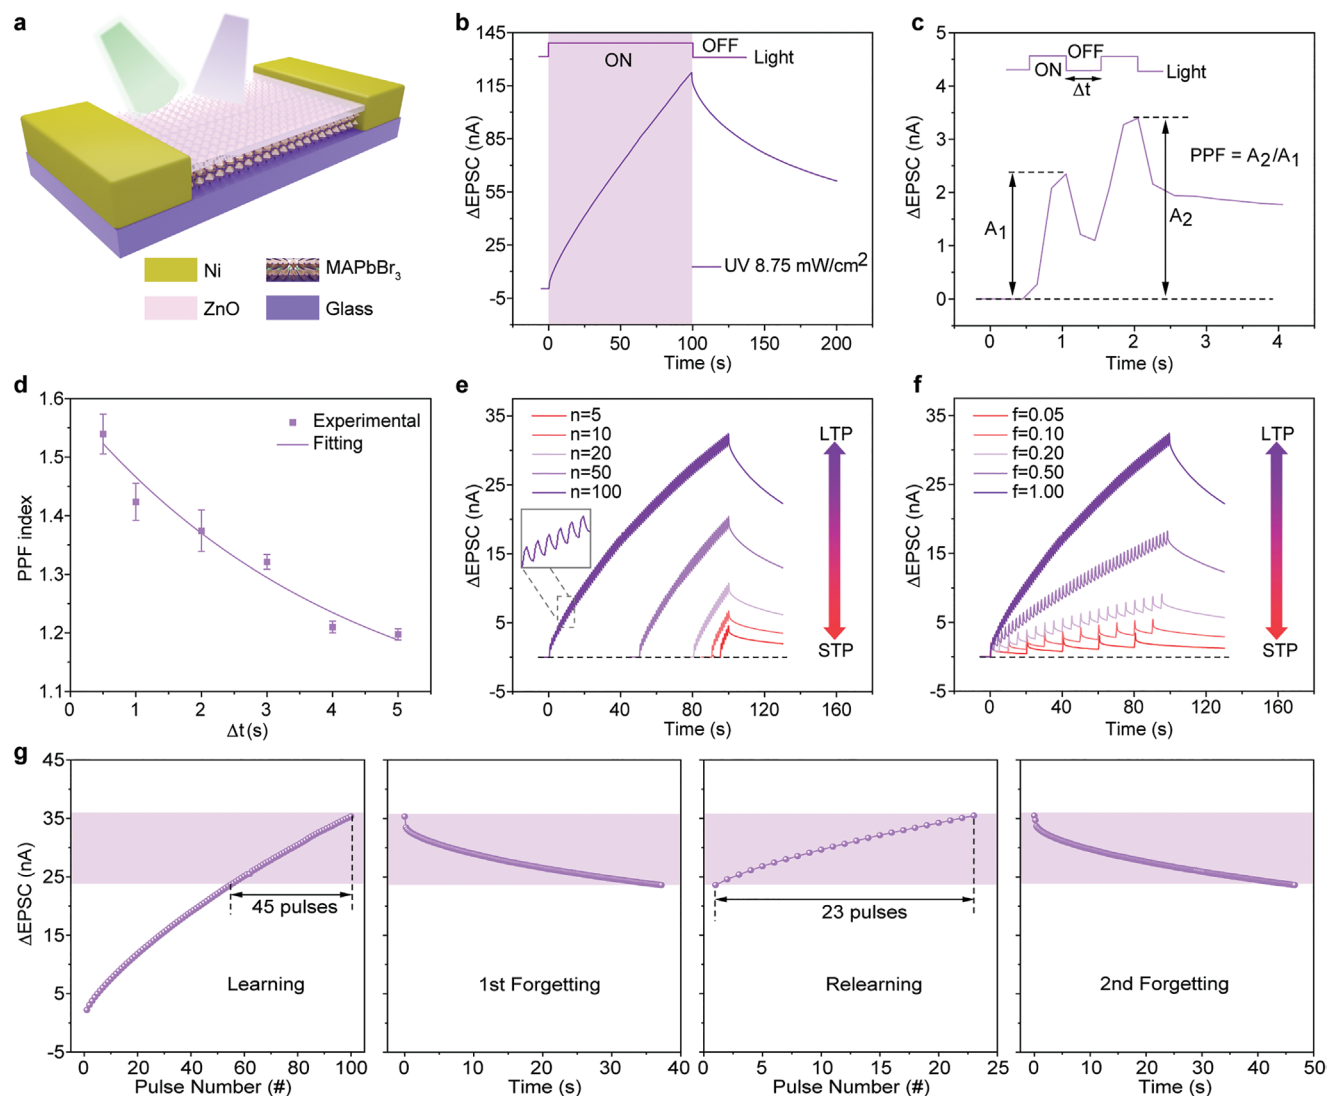 a
Ni
MAPbBr3
ZnO
Glass
b
ΔEPSC (nA)
145
115
85
55
25
-5
ON
OFF
Light
UV 8.75 mW/cm2
0
50
100
150
200
Time (s)
c
ΔEPSC (nA)
5
4
3
2
1
0
OFF
ON
Light
Δt
PPF = A2/A1
A1
A2
0
1
2
3
4
Time (s)
d
PPF index
1.6
1.5
1.4
1.3
1.2
1.1
Experimental
Fitting
0
1
2
3
4
5
Δt (s)
e
ΔEPSC (nA)
35
25
15
5
-5
n=5
n=10
n=20
n=50
n=100
LTP
STP
0
40
80
120
160
Time (s)
f
ΔEPSC (nA)
35
25
15
5
-5
f=0.05
f=0.10
f=0.20
f=0.50
f=1.00
LTP
STP
0
40
80
120
160
Time (s)
g
ΔEPSC (nA)
45
35
25
15
5
-5
45 pulses
Learning
0
20
40
60
80
100
Pulse Number (#)
1st Forgetting
0
10
20
30
40
Time (s)
23 pulses
Relearning
0
5
10
15
20
25
Pulse Number (#)
2nd Forgetting
0
10
20
30
40
50
Time (s)